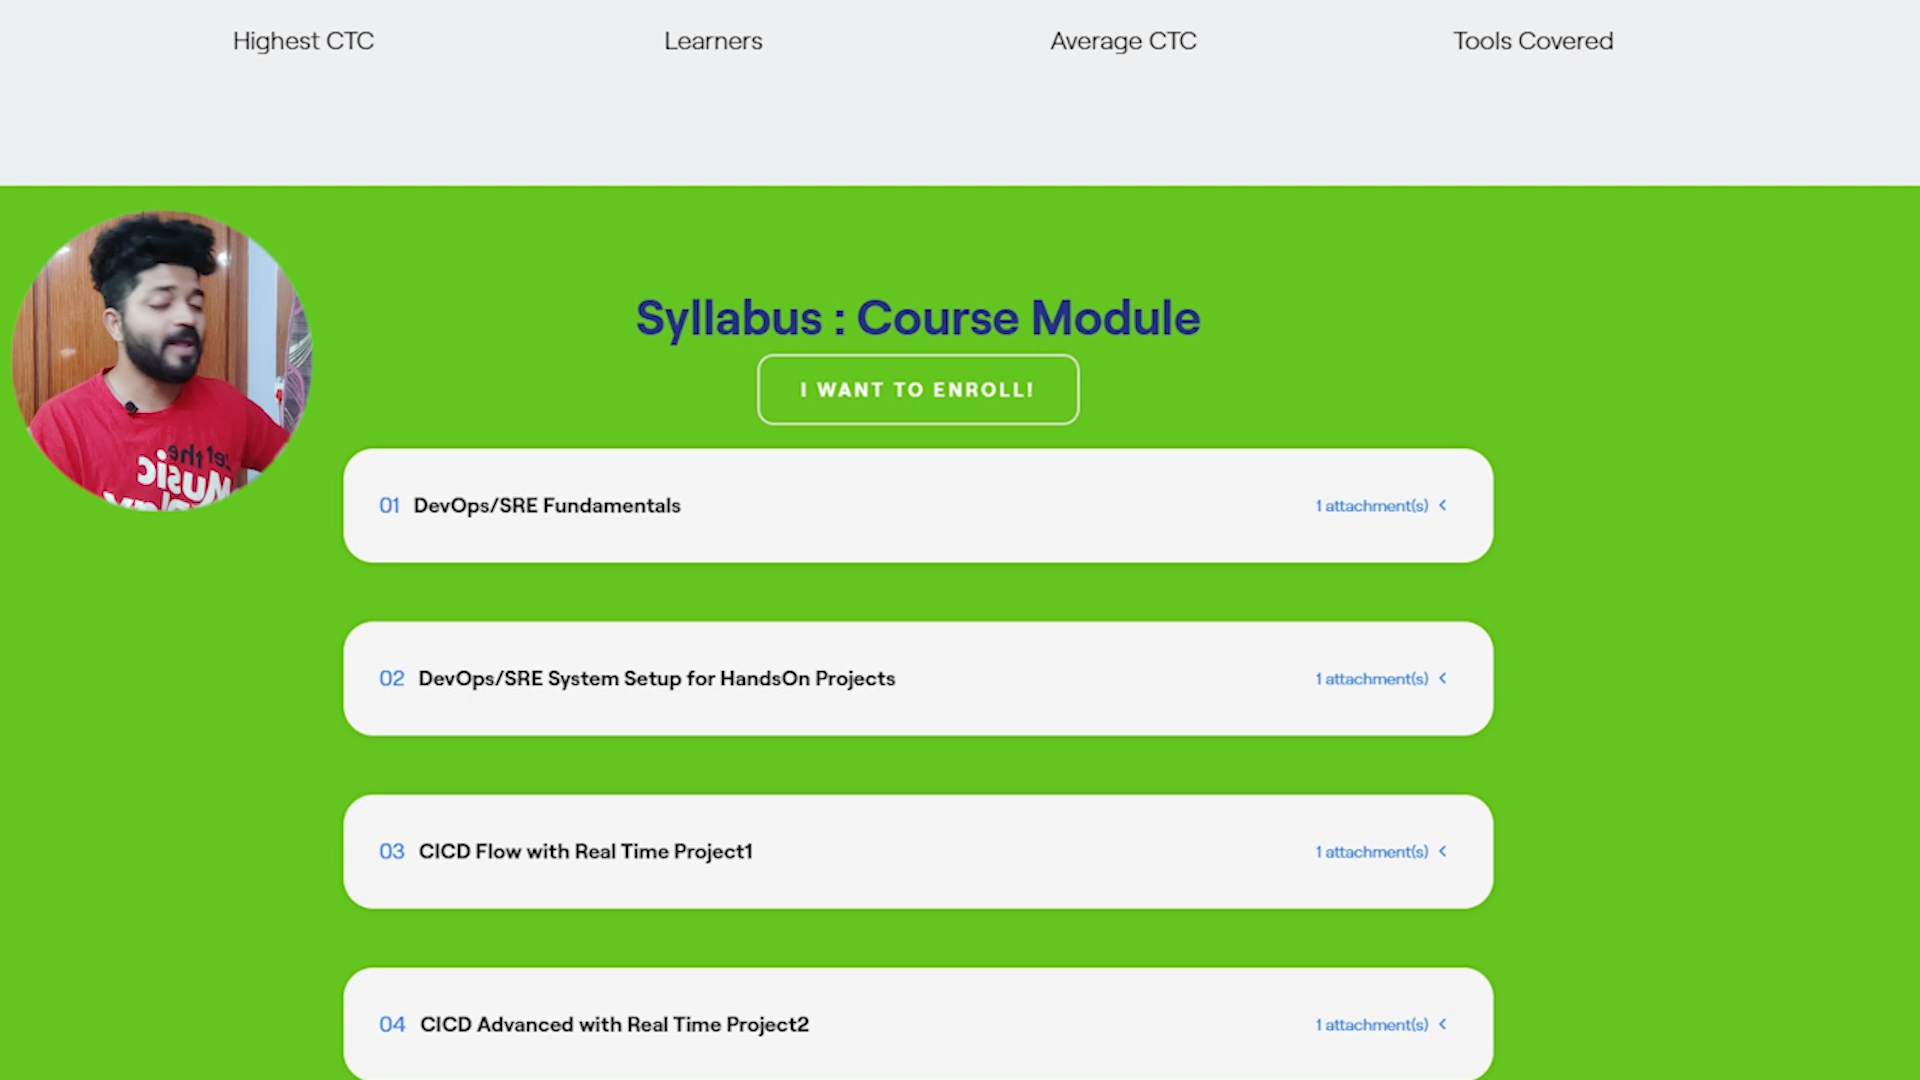 Highest CTC
Learners
Average CTC
Tools Covered
Syllabus : Course Module
I WANT TO ENROLL!
01 DevOps/SRE Fundamentals
1 attachment(s)
02 DevOps/SRE System Setup for HandsOn Projects
1 attachment(s)
03 CICD Flow with Real Time Project1
1 attachment(s)
04 CICD Advanced with Real Time Project2
1 attachment(s)
the
Music